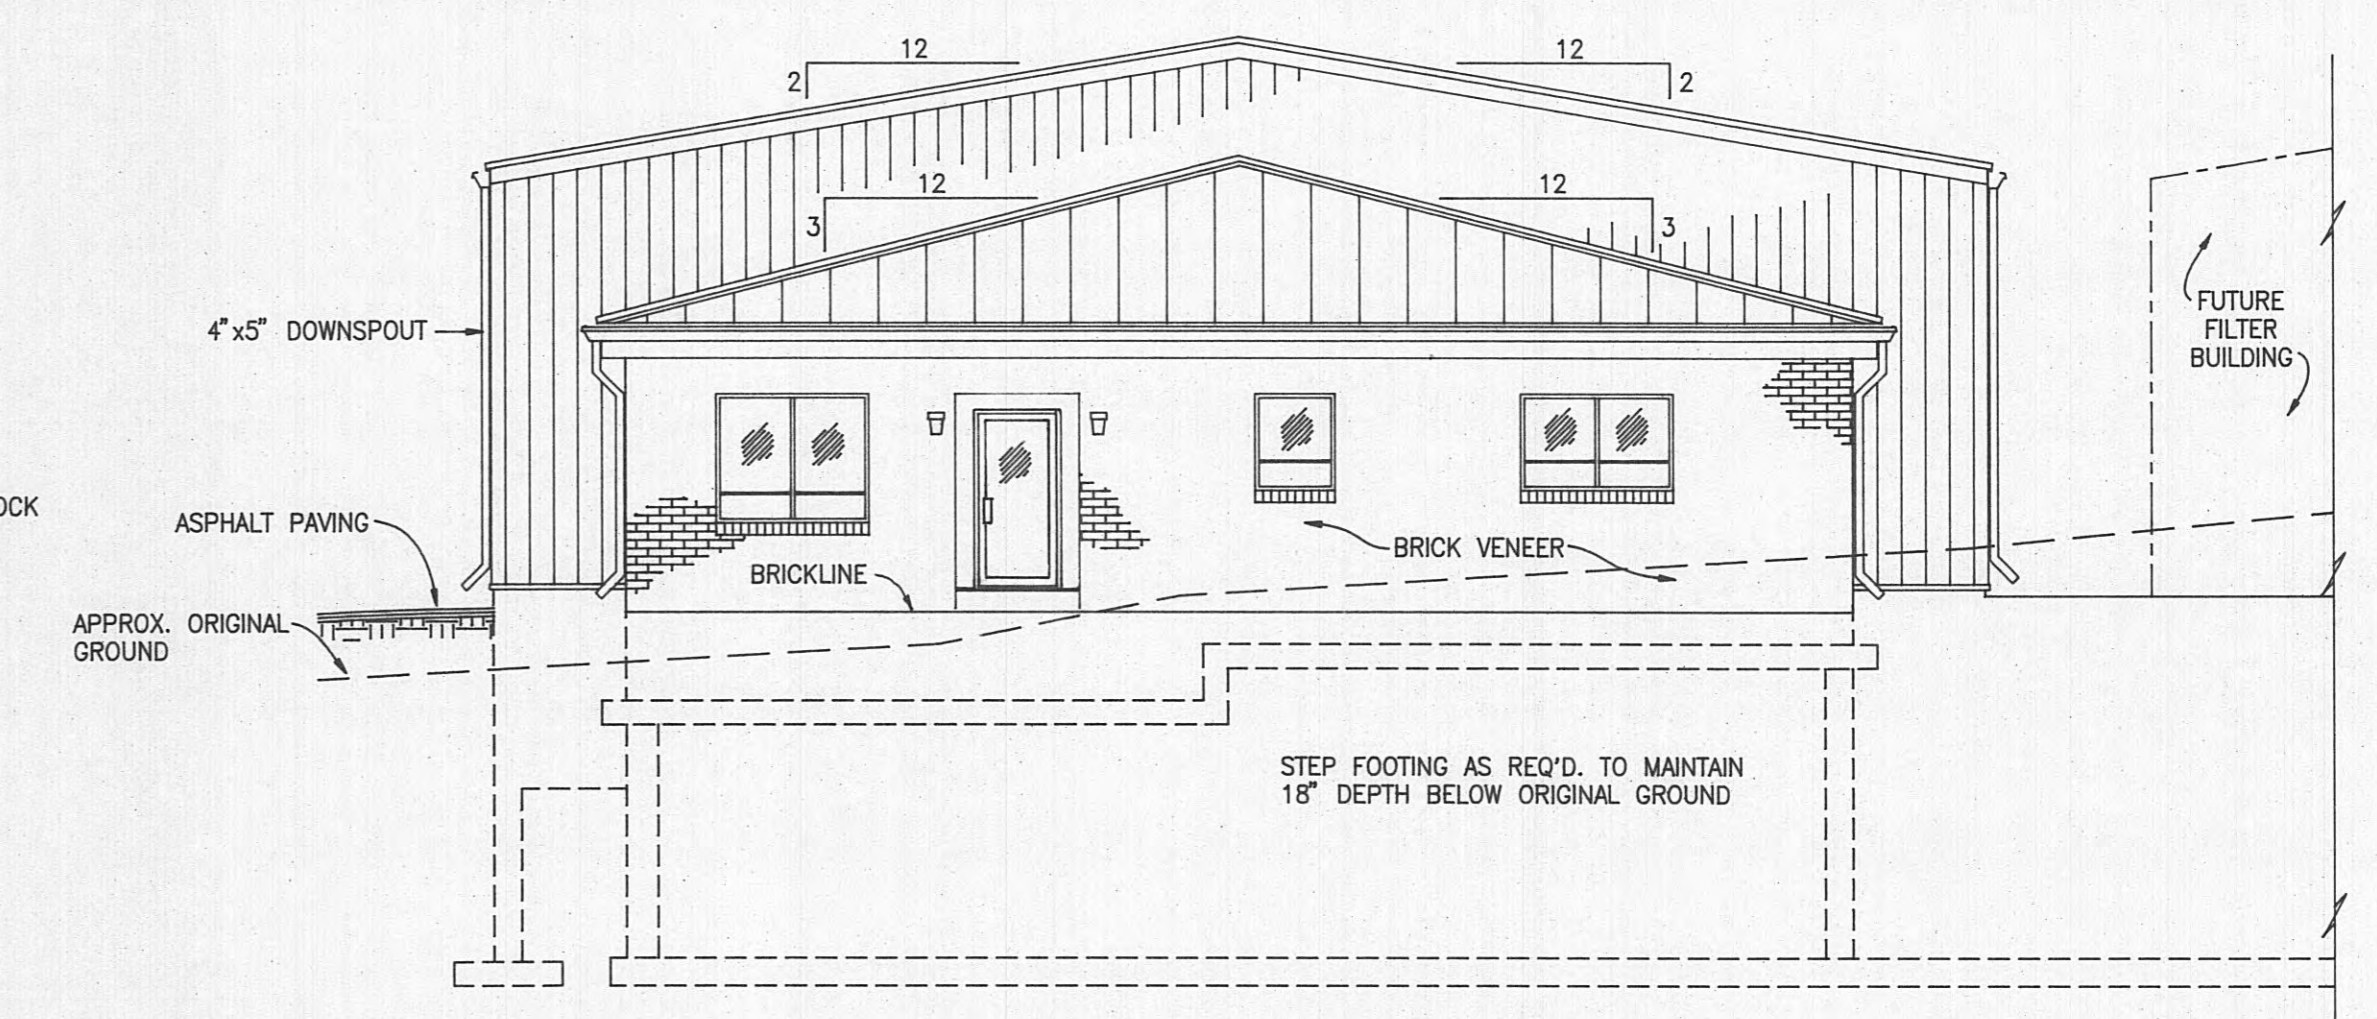 12
12
2
2
12
12
3
3
4"x5" DOWNSPOUT
FUTURE
FILTER
BUILDING
OCK
ASPHALT PAVING
BRICK VENEER
BRICKLINE
APPROX. ORIGINAL
GROUND
STEP FOOTING AS REQ'D. TO MAINTAIN
18" DEPTH BELOW ORIGINAL GROUND